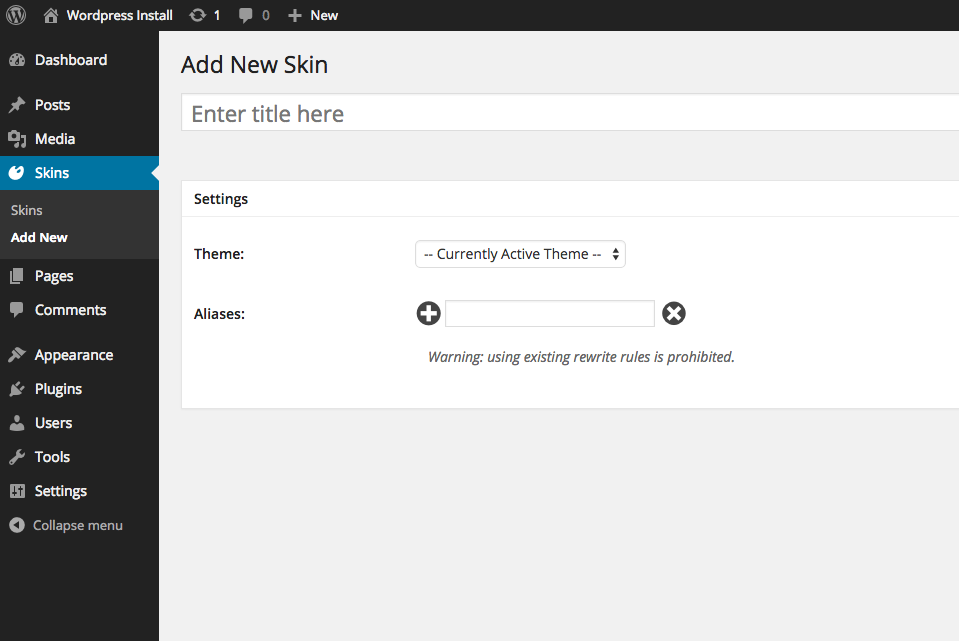 Wordpress Install 1 0 New
Dashboard
Posts
Media
Skins
Skins
Add New
Pages
Comments
Appearance
Plugins
Users
Tools
Settings
Collapse menu
Add New Skin
Enter title here
Settings
Theme: -- Currently Active Theme --
Aliases:
Warning: using existing rewrite rules is prohibited.